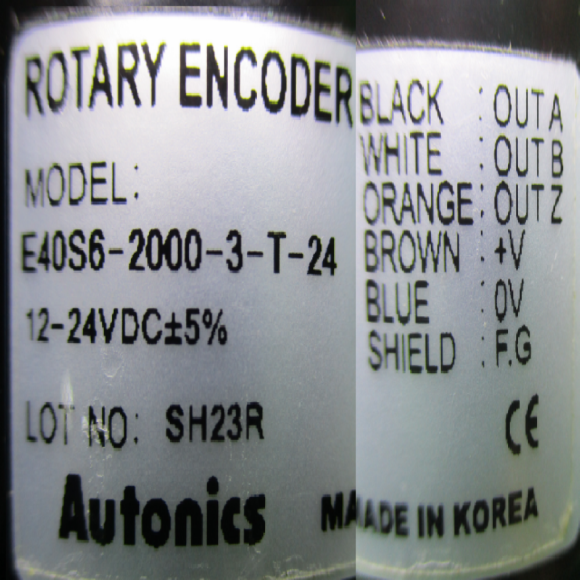 ROTARY ENCODER
MODEL:
E40S6-2000-3-T-24
12-24VDC±5%
LOT NO: SH23R
Autonics
BLACK : OUT A
WHITE : OUT B
ORANGE : OUT Z
BROWN : +V
BLUE : 0V
SHIELD : F.G
CE
MAADE IN KOREA